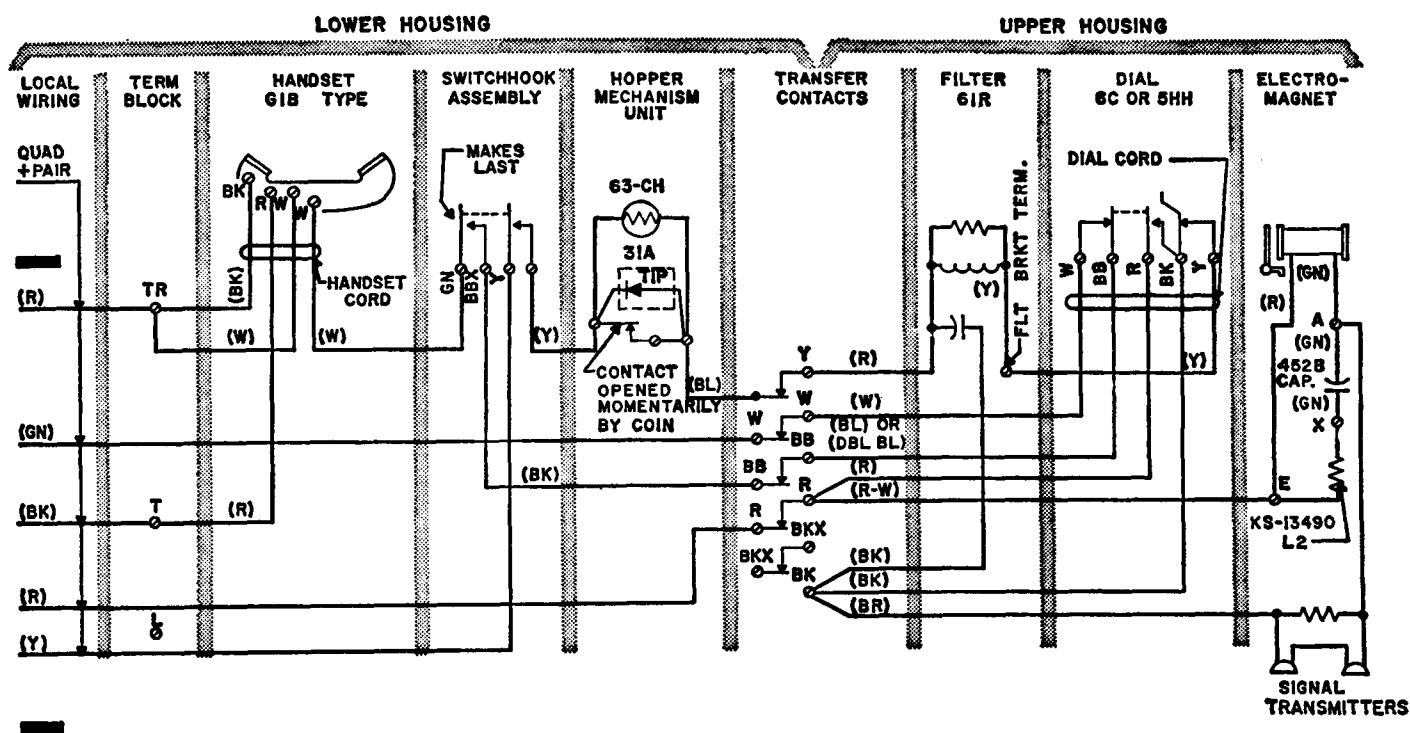 LOWER HOUSING
UPPER HOUSING
LOCAL WIRING
TERM BLOCK
HANDSET G1B TYPE
SWITCHHOOK ASSEMBLY
HOPPER MECHANISM UNIT
TRANSFER CONTACTS
FILTER 61R
DIAL 6C OR 5HH
ELECTRO-MAGNET
QUAD + PAIR
BK
R
W
W
MAKES LAST
63-CH
31A
TIP
DIAL CORD
FLT BRKT TERM.
HANDSET CORD
GN
BBX
Y
W
BB
R
BK
Y
(GN)
(R)
(R)
TR
(BK)
(W)
(W)
(Y)
(Y)
A
(GN)
452B CAP.
(GN)
X
CONTACT OPENED MOMENTARILY BY COIN
(BL)
Y
(R)
(Y)
W
(W)
(BL) OR (DBL BL)
(GN)
W
BB
BB
(BK)
R
(R)
(R-W)
E
KS-13490 L2
(BK)
T
(R)
R
BKX
BKX
BK
(BK)
(BK)
(BR)
(R)
L
(Y)
SIGNAL TRANSMITTERS